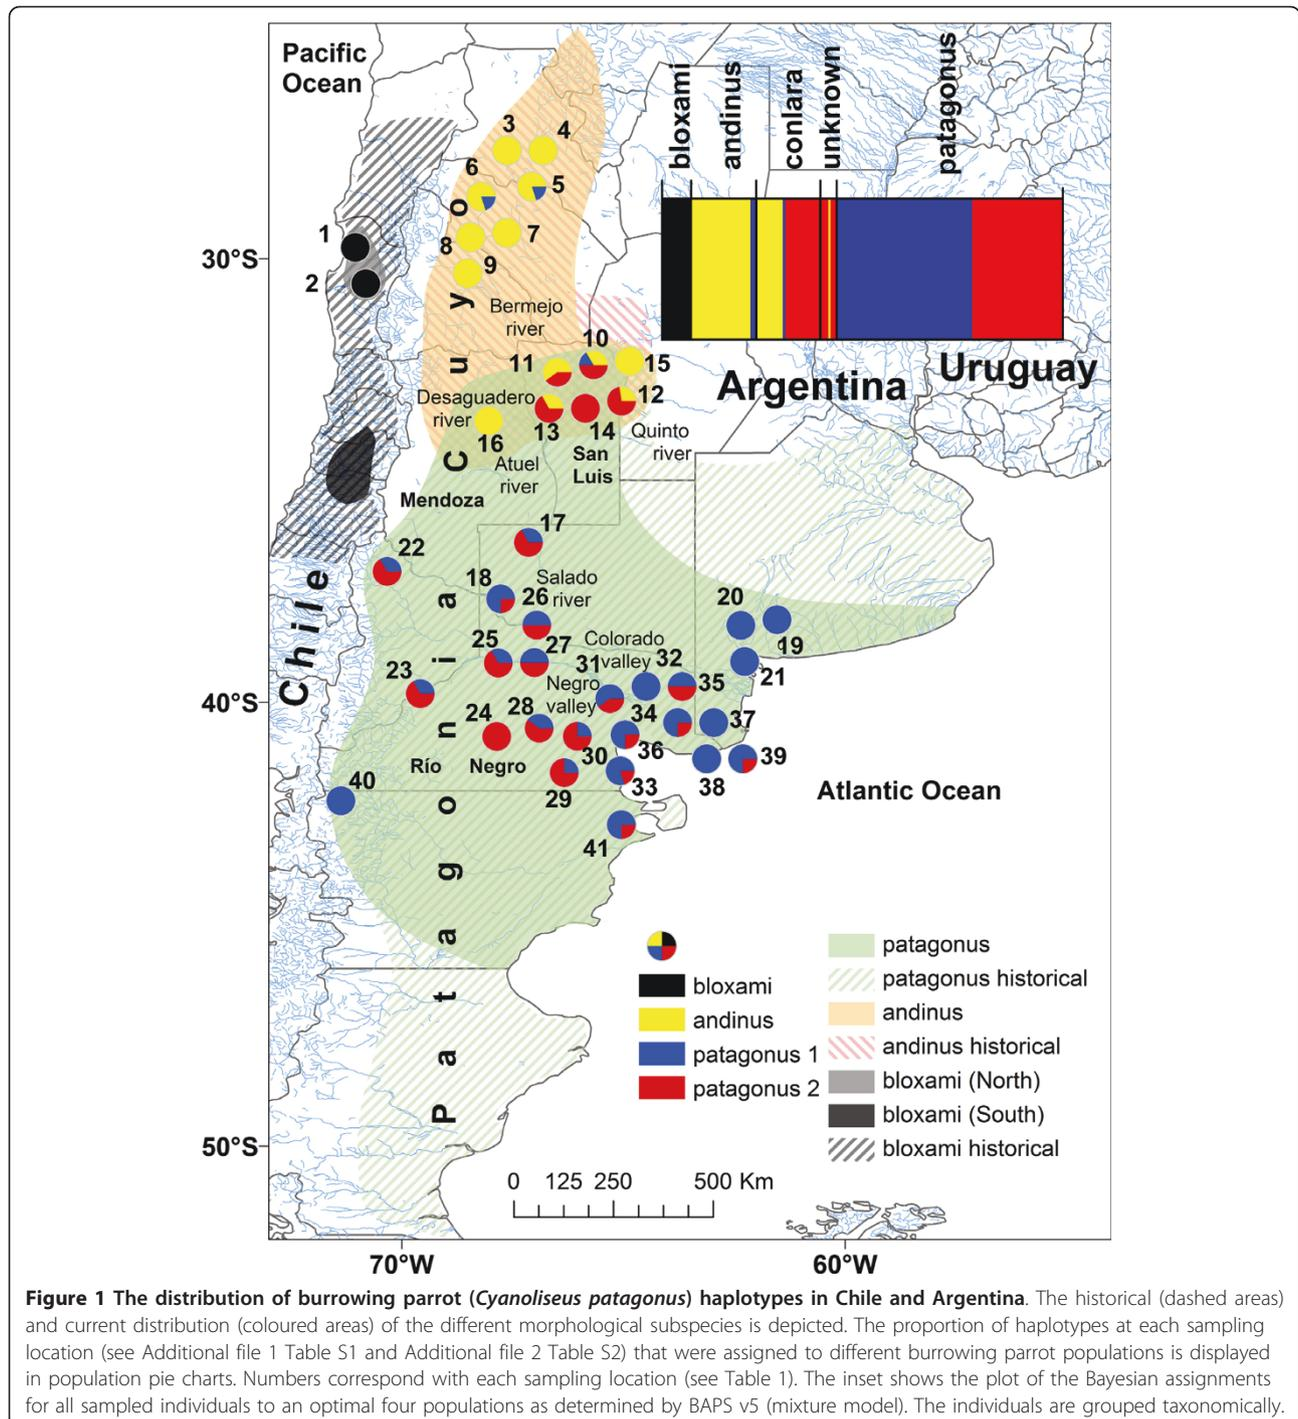 Pacific
Ocean
bloxami
andinus
conlara
unknown
patagonus
3
4
6
5
1
8
7
30°S
2
9
Bermejo
river
10
11
15
Argentina
Uruguay
Desaguadero
river
12
16
13
14
Quinto
river
Atuel
river
San
Luis
Mendoza
Cuyo
17
22
18
Salado
river
26
20
Chile
25
27
Colorado
valley
19
31
32
21
23
Negro
valley
35
40°S
24
28
34
37
30
36
39
Río Negro
29
33
38
40
Atlantic Ocean
41
Patagonia
bloxami
andinus
patagonus 1
patagonus 2
patagonus
patagonus historical
andinus
andinus historical
bloxami (North)
bloxami (South)
bloxami historical
50°S
0 125 250 500 Km
70°W
60°W
Figure 1 The distribution of burrowing parrot (Cyanoliseus patagonus) haplotypes in Chile and Argentina. The historical (dashed areas)
and current distribution (coloured areas) of the different morphological subspecies is depicted. The proportion of haplotypes at each sampling
location (see Additional file 1 Table S1 and Additional file 2 Table S2) that were assigned to different burrowing parrot populations is displayed
in population pie charts. Numbers correspond with each sampling location (see Table 1). The inset shows the plot of the Bayesian assignments
for all sampled individuals to an optimal four populations as determined by BAPS v5 (mixture model). The individuals are grouped taxonomically.